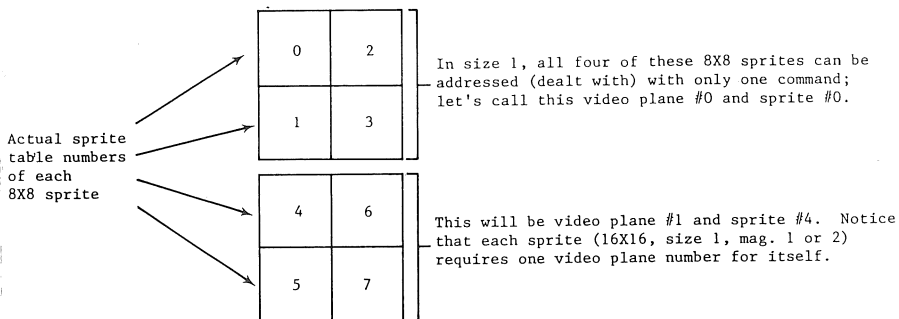 0 2
1 3
In size 1, all four of these 8X8 sprites can be
addressed (dealt with) with only one command;
let's call this video plane #0 and sprite #0.
Actual sprite
table numbers
of each
8X8 sprite
4 6
5 7
This will be video plane #1 and sprite #4. Notice
that each sprite (16X16, size 1, mag. 1 or 2)
requires one video plane number for itself.